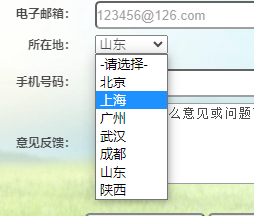 电子邮箱: 123456@126.com
所在地: 山东
-请选择-
北京
手机号码: 上海
广州 么意见或问题
武汉
意见反馈: 成都
山东
陕西